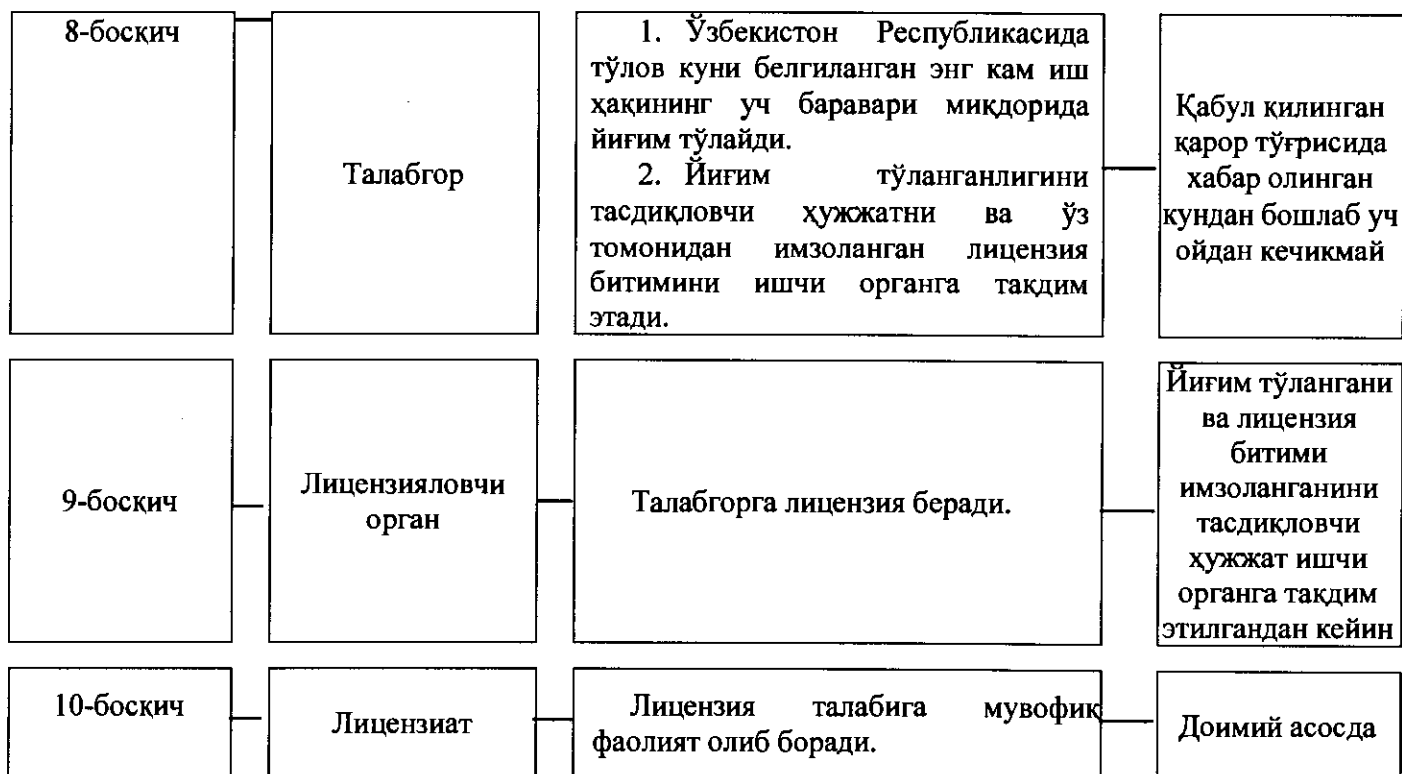 8-босқич
Талабгор
1. Ўзбекистон Республикасида
тўлов куни белгиланган энг кам иш
ҳақининг уч баравари миқдорида
йиғим тўлайди.
2. Йиғим тўланганлигини
тасдиқловчи ҳужжатни ва ўз
томонидан имзоланган лицензия
битимини ишчи органга тақдим
этади.
Қабул қилинган
қарор тўғрисида
хабар олинган
кундан бошлаб уч
ойдан кечикмай
9-босқич
Лицензияловчи
орган
Талабгорга лицензия беради.
Йиғим тўлангани
ва лицензия
битими
имзоланганини
тасдиқловчи
ҳужжат ишчи
органга тақдим
этилгандан кейин
10-босқич
Лицензиат
Лицензия талабига мувофиқ
фаолият олиб боради.
Доимий асосда